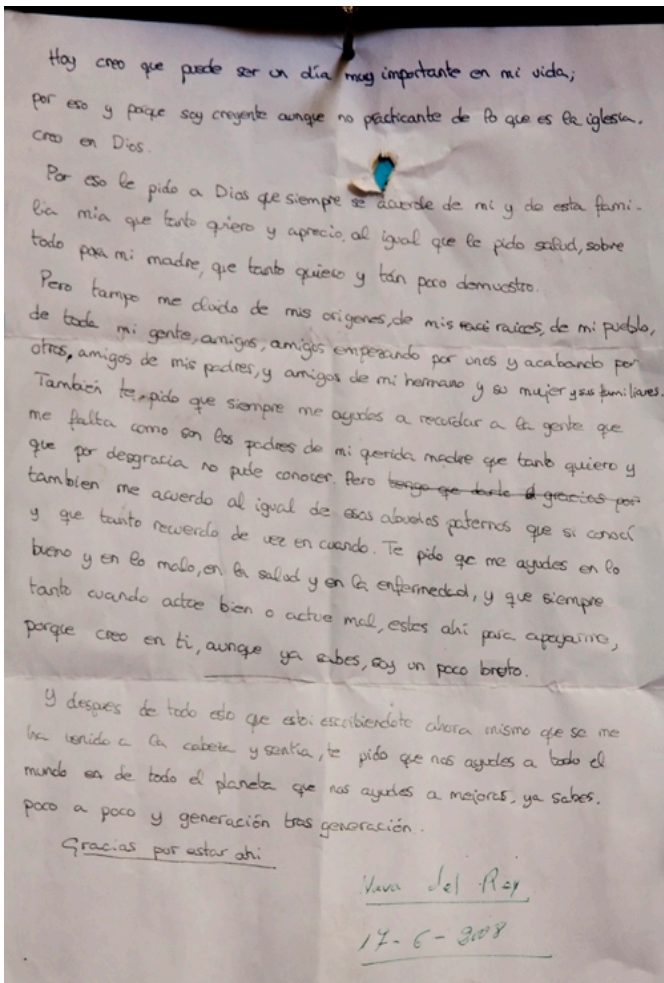 Hoy creo que puede ser un día muy importante en mi vida;
por eso y porque soy creyente aunque no practicante de lo que es la iglesia.
creo en Dios.
Por eso le pido a Dios que siempre se acuerde de mi y de esta fami-
lia mia que tanto quiero y aprecio, al igual que le pido salud, sobre
todo para mi madre, que tanto quiero y tán poco demuestro.
Pero tampo me olvido de mis origenes, de mis raices, de mi pueblo,
de toda mi gente, amigos, amigos empezando por unos y acabando por
otros, amigos de mis padres, y amigos de mi hermano y su mujer y sus familiares.
También te pido que siempre me ayudes a recordar a la gente que
me falta como son los padres de mi querida madre que tanto quiero y
que por desgracia no pude conocer. Pero tengo que darle gracias por
tambien me acuerdo al igual de esos abuelos paternos que si conocí
y que tanto recuerdo de vez en cuando. Te pido qe me ayudes en lo
bueno y en lo malo, en la salud y en la enfermedad, y que siempre
tanto cuando actue bien o actue mal, estes ahí para apoyarme,
porque creo en ti, aunque ya sabes, soy un poco bruto.
Y despues de todo esto que estoi escribiendote ahora mismo que se me
ha venido a la cabeza y sentía, te pido que nos ayudes a todo el
mundo en de todo el planeta que nos ayudes a mejorar, ya sabes.
poco a poco y generación tras generación.
Gracias por estar ahi
del Rey
17-6-2008